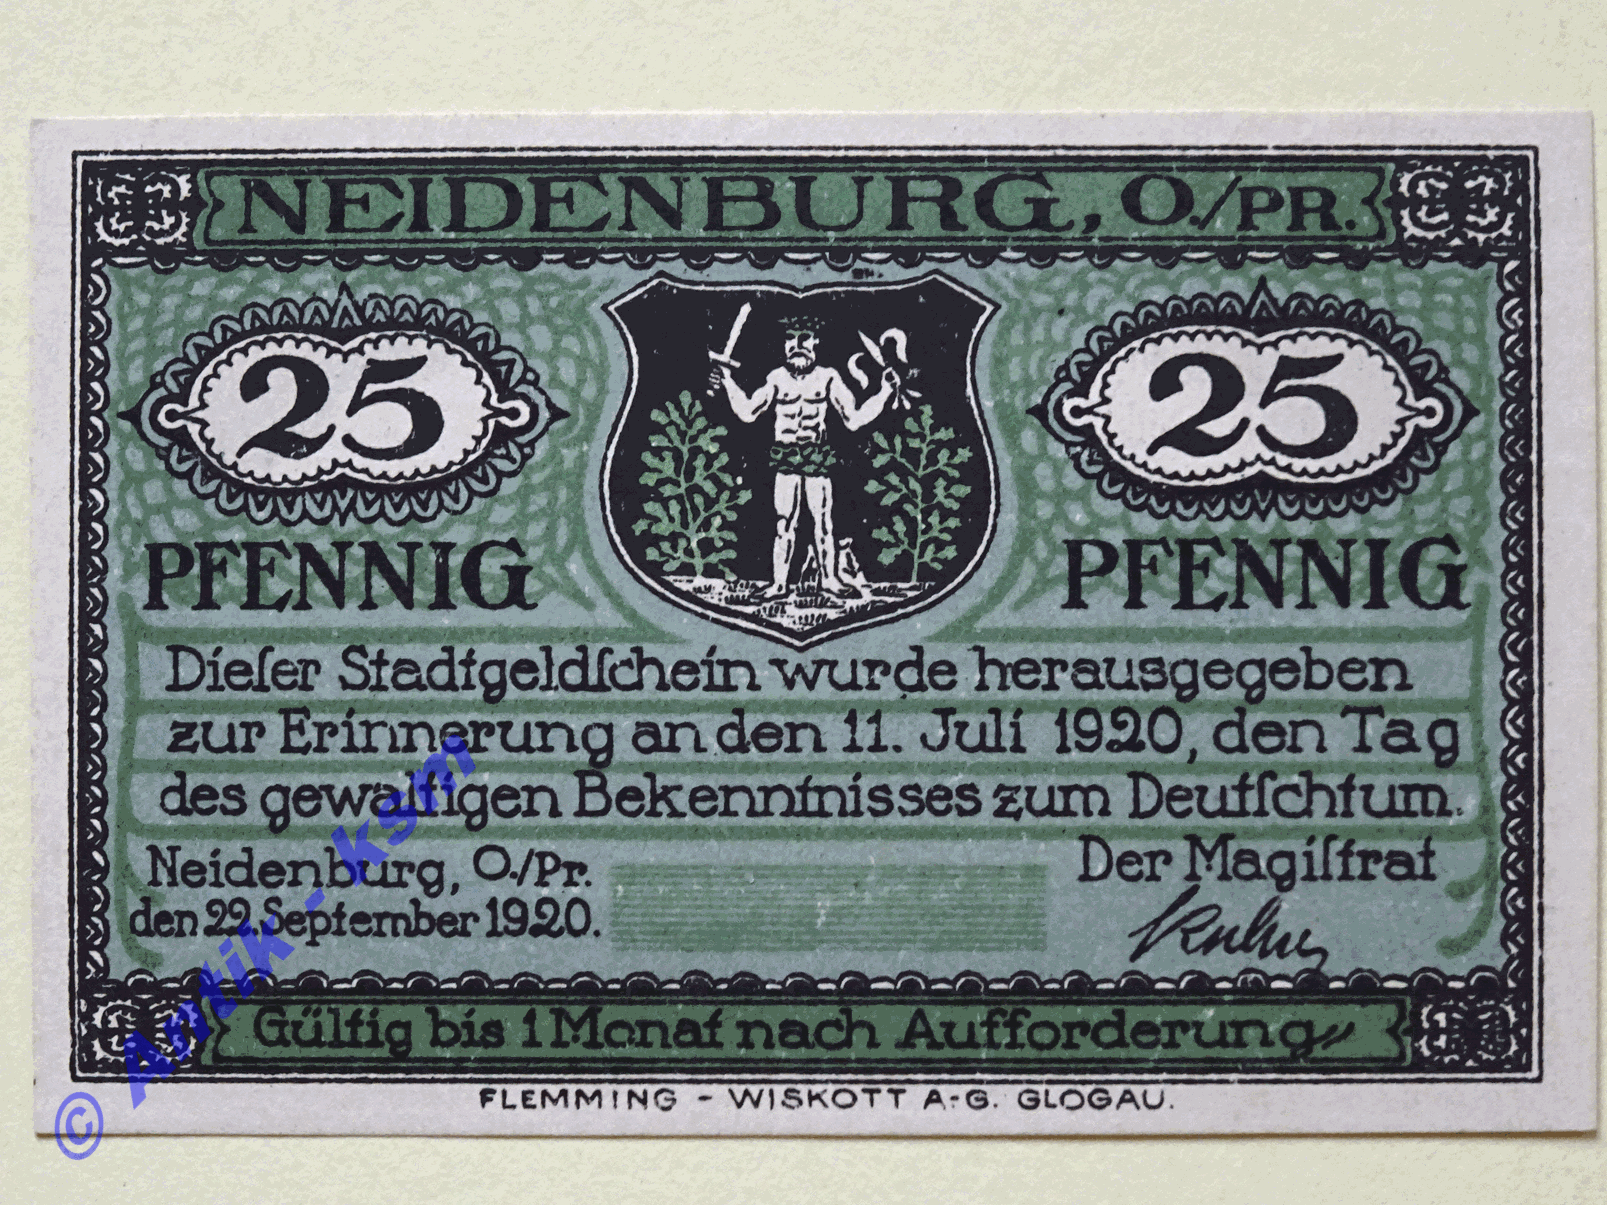 NEIDENBURG, O./PR.
25
25
PFENNIG
PFENNIG
Dieſer Stadtgeldſchein wurde herausgegeben
zur Erinnerung an den 11. Juli 1920, den Tag
des gewaltigen Bekenntnisses zum Deutſchtum.
Neidenburg, O./Pr.
den 22. September 1920.
Der Magiſtrat
Gültig bis 1 Monat nach Aufforderung
FLEMMING - WISKOTT A.-G. GLOGAU.
© Antik - ksm